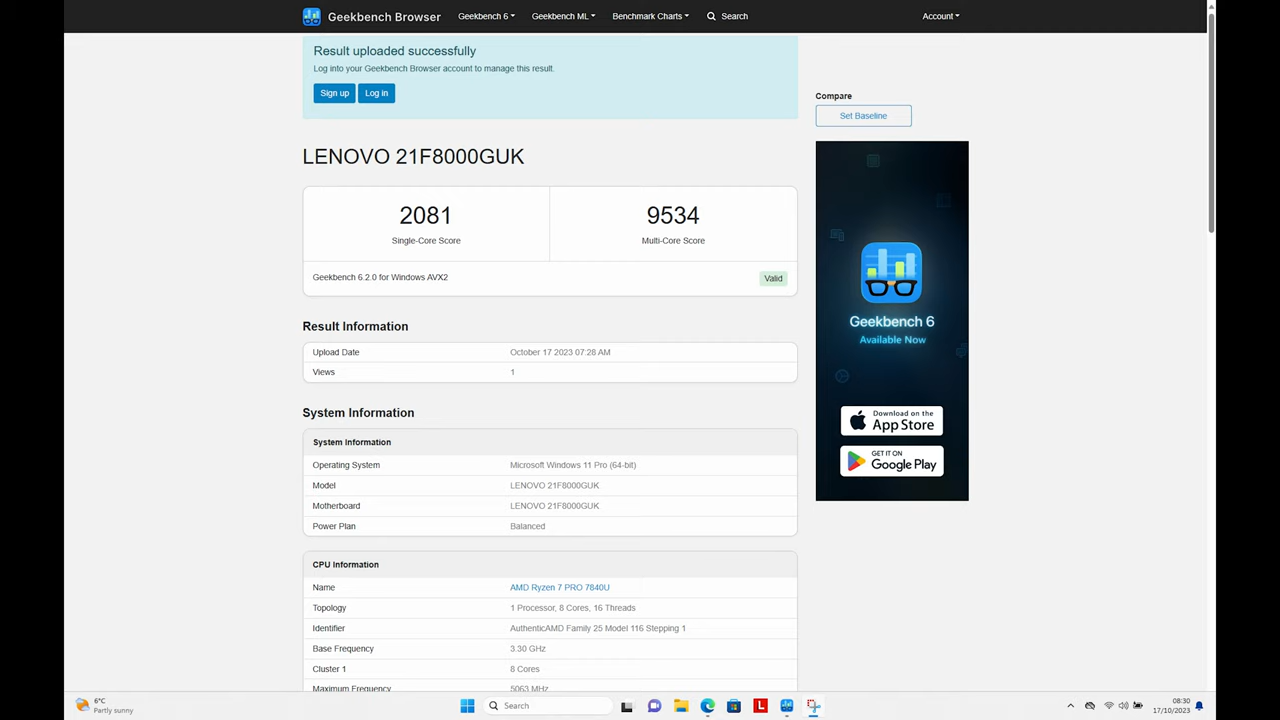 Geekbench Browser
Geekbench 6
Geekbench ML
Benchmark Charts
Search
Account
Result uploaded successfully
Log into your Geekbench Browser account to manage this result.
Sign up
Log in
Compare
Set Baseline
LENOVO 21F8000GUK
2081
9534
Single-Core Score
Multi-Core Score
Geekbench 6.2.0 for Windows AVX2
Valid
Geekbench 6
Available Now
Download on the
App Store
GET IT ON
Google Play
Result Information
Upload Date October 17 2023 07:28 AM
Views 1
System Information
System Information
Operating System Microsoft Windows 11 Pro (64-bit)
Model LENOVO 21F8000GUK
Motherboard LENOVO 21F8000GUK
Power Plan Balanced
CPU Information
Name AMD Ryzen 7 PRO 7840U
Topology 1 Processor, 8 Cores, 16 Threads
Identifier AuthenticAMD Family 25 Model 116 Stepping 1
Base Frequency 3.30 GHz
Cluster 1 8 Cores
Maximum Frequency 5063 MHz
6°C
Partly sunny
Search
L
08:30
17/10/2023